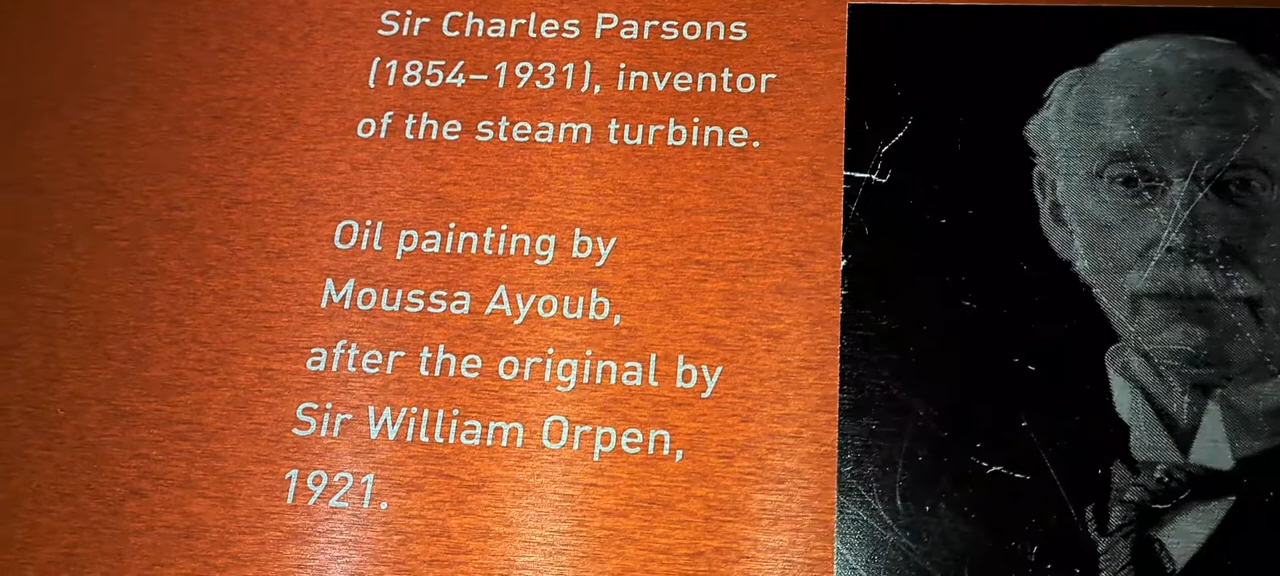 Sir Charles Parsons
(1854–1931), inventor
of the steam turbine.
Oil painting by
Moussa Ayoub,
after the original by
Sir William Orpen,
1921.